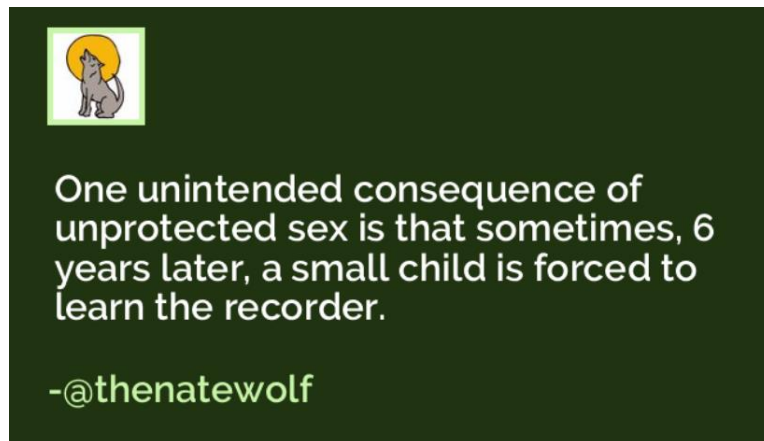 One unintended consequence of
unprotected sex is that sometimes, 6
years later, a small child is forced to
learn the recorder.
-@thenatewolf